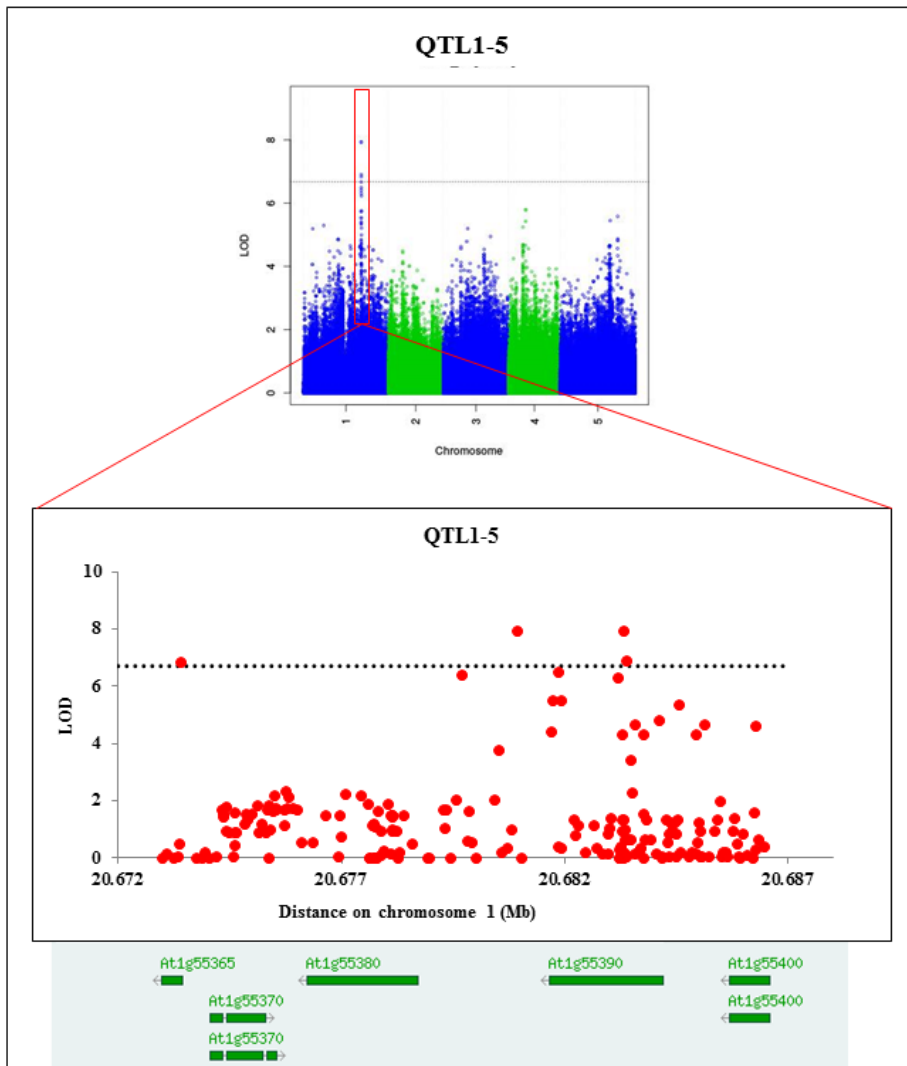 QTL1-5
LOD
8
6
4
2
0
1 2 3 4 5
Chromosome
QTL1-5
LOD
10
8
6
4
2
0
20.672 20.677 20.682 20.687
Distance on chromosome 1 (Mb)
At1g55365 At1g55380 At1g55390 At1g55400
At1g55370 At1g55400
At1g55370